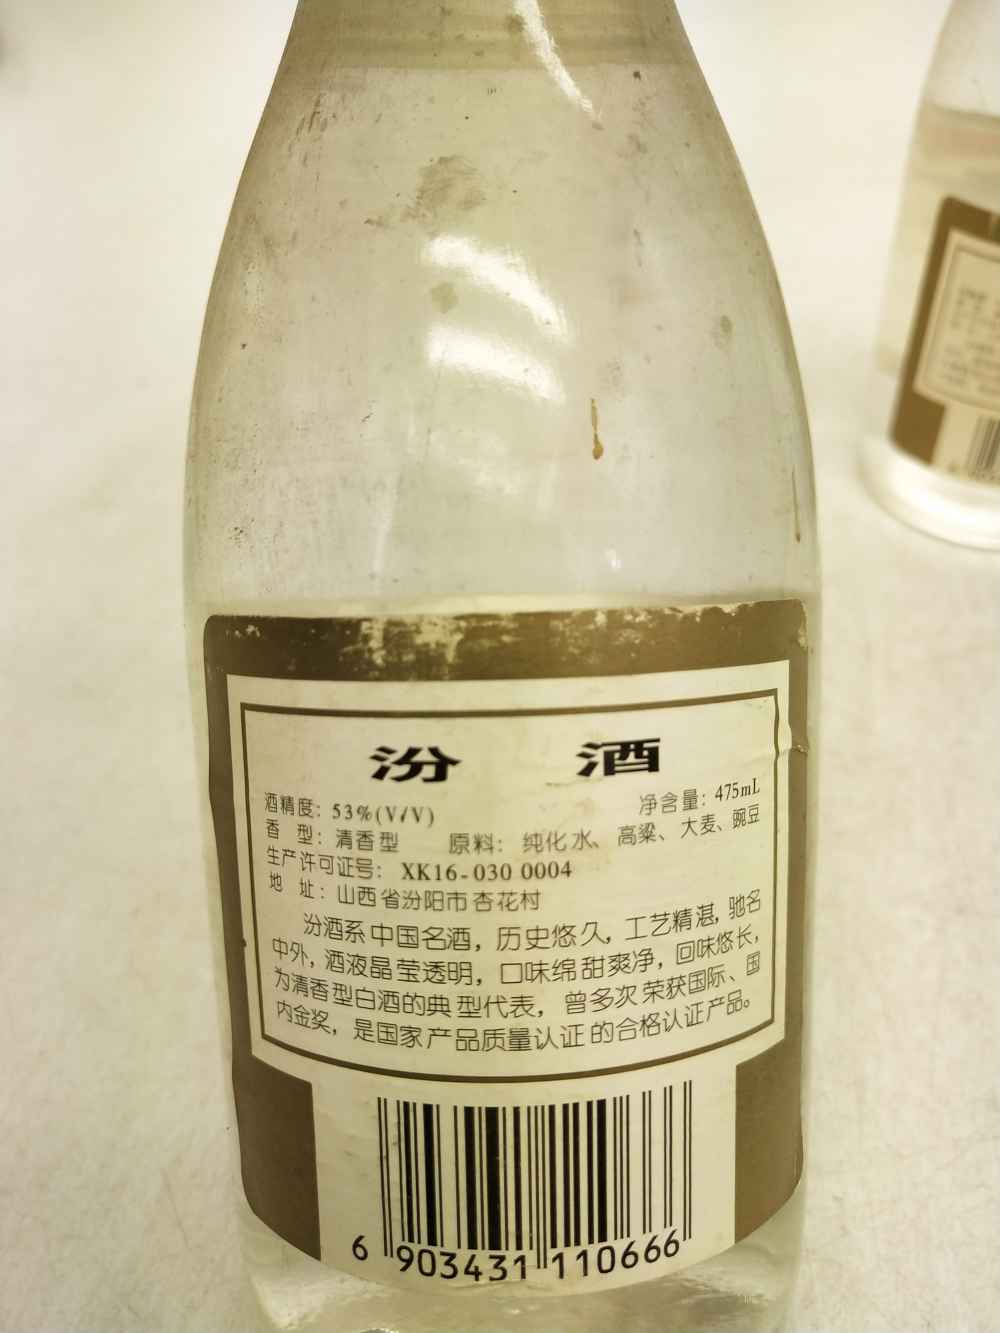 汾 酒
酒精度：53%(V/V) 净含量：475mL
香 型：清香型 原料：纯化水、高粱、大麦、豌豆
生产许可证号： XK16-030 0004
地 址：山西省汾阳市杏花村
汾酒系中国名酒，历史悠久，工艺精湛，驰名
中外，酒液晶莹透明，口味绵甜爽净，回味悠长，
为清香型白酒的典型代表，曾多次荣获国际、国
内金奖，是国家产品质量认证的合格认证产品。
6 903431 110666